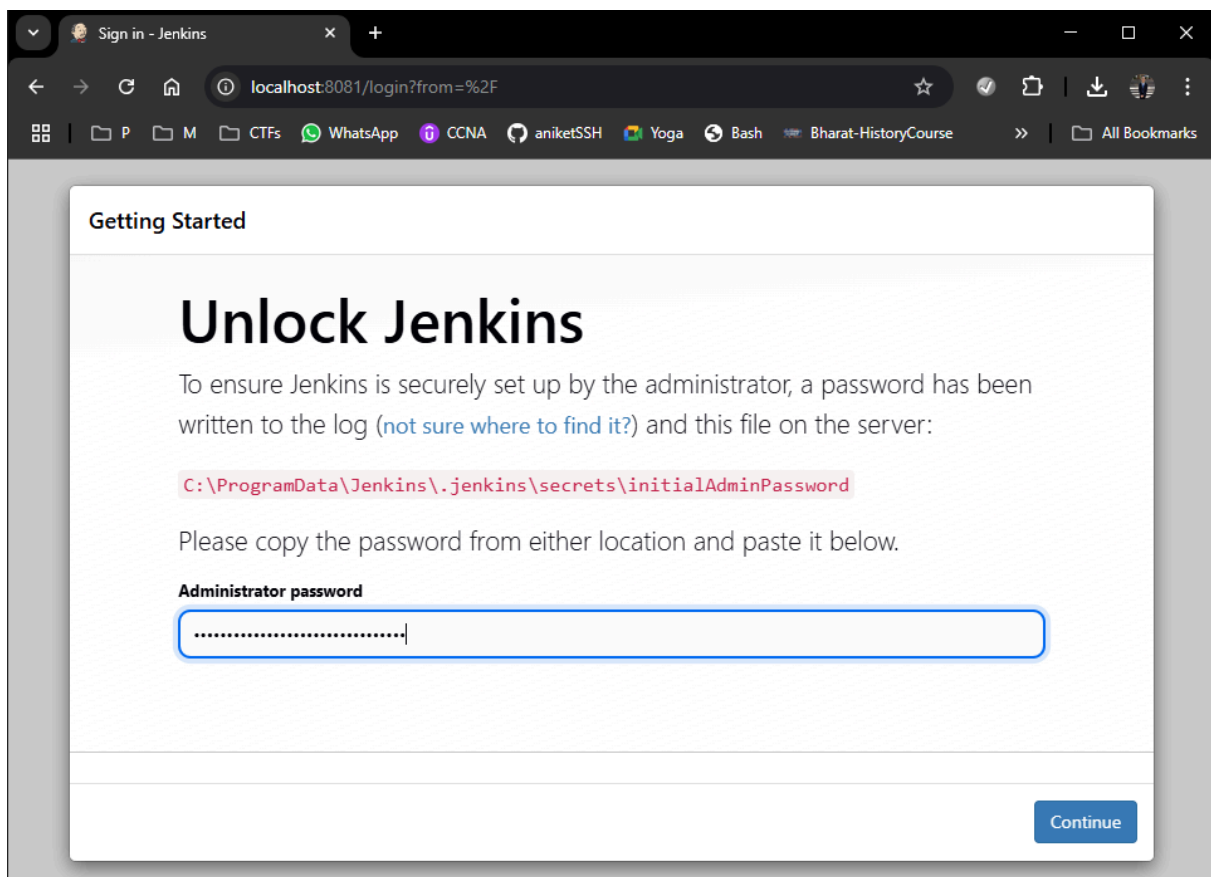 Sign in - Jenkins
localhost:8081/login?from=%2F
P M CTFs WhatsApp CCNA aniketSSH Yoga Bash Bharat-HistoryCourse » All Bookmarks
Getting Started
Unlock Jenkins
To ensure Jenkins is securely set up by the administrator, a password has been
written to the log (not sure where to find it?) and this file on the server:
C:\ProgramData\Jenkins\.jenkins\secrets\initialAdminPassword
Please copy the password from either location and paste it below.
Administrator password
••••••••••••••••••••••••••••••••
Continue